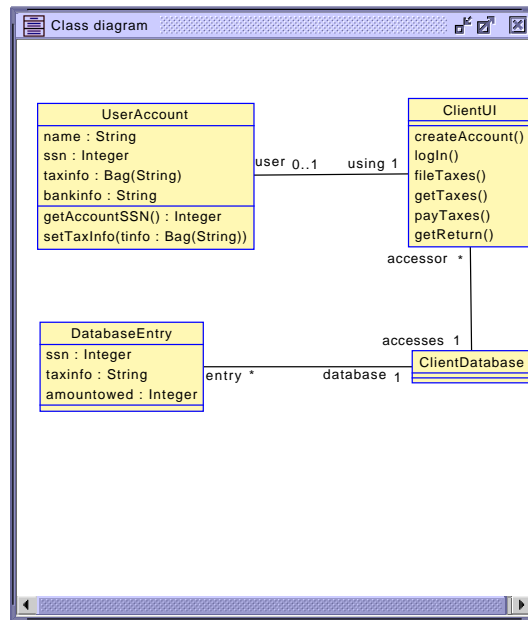 Class diagram
UserAccount
name : String
ssn : Integer
taxinfo : Bag(String)
bankinfo : String
getAccountSSN() : Integer
setTaxInfo(tinfo : Bag(String))
user 0..1
using 1
ClientUI
createAccount()
logIn()
fileTaxes()
getTaxes()
payTaxes()
getReturn()
accessor *
accesses 1
DatabaseEntry
ssn : Integer
taxinfo : String
amountowed : Integer
entry *
database 1
ClientDatabase